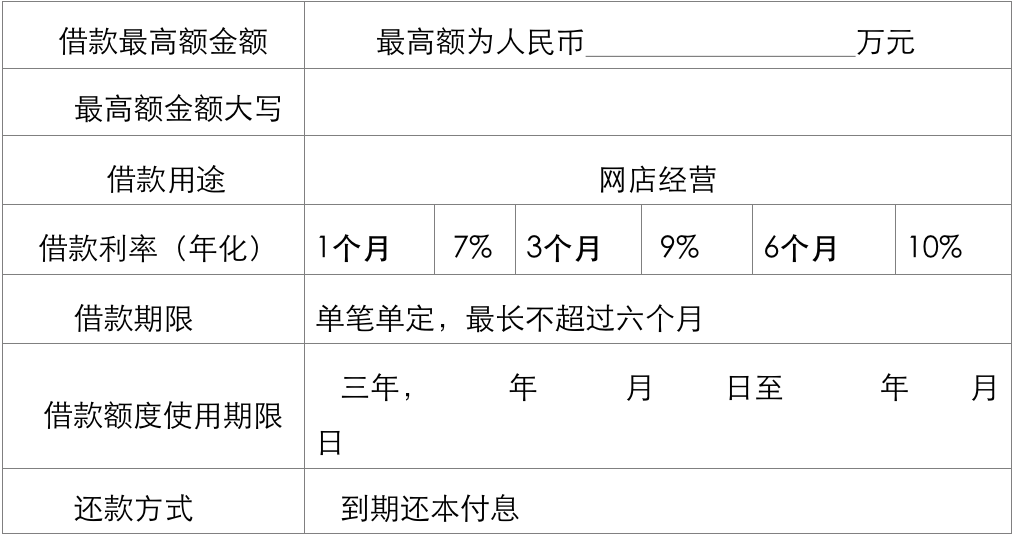 借款最高额金额 最高额为人民币__________________万元
最高额金额大写
借款用途 网店经营
借款利率（年化） 1个月 7% 3个月 9% 6个月 10%
借款期限 单笔单定，最长不超过六个月
借款额度使用期限 三年， 年 月 日至 年 月
日
还款方式 到期还本付息